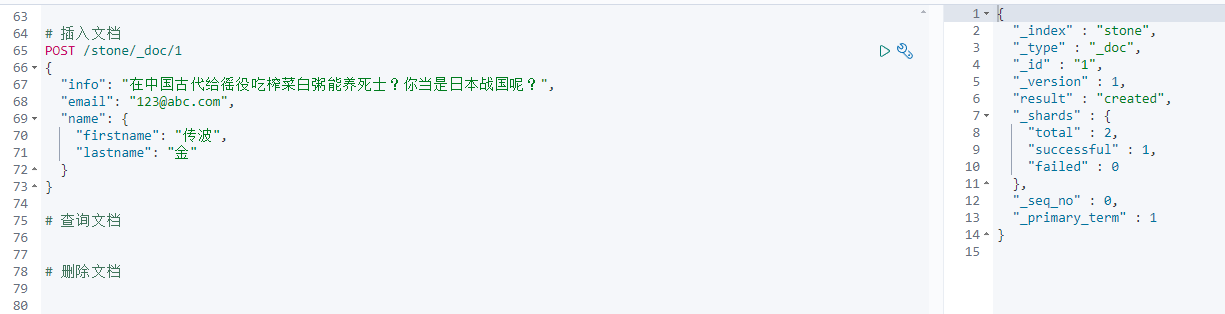 63
64 # 插入文档
65 POST /stone/_doc/1
66 {
67 "info": "在中国古代给徭役吃榨菜白粥能养死士？你当是日本战国呢？",
68 "email": "123@abc.com",
69 "name": {
70 "firstname": "传波",
71 "lastname": "金"
72 }
73 }
74
75 # 查询文档
76
77
78 # 删除文档
79
80
1 {
2 "_index" : "stone",
3 "_type" : "_doc",
4 "_id" : "1",
5 "_version" : 1,
6 "result" : "created",
7 "_shards" : {
8 "total" : 2,
9 "successful" : 1,
10 "failed" : 0
11 },
12 "_seq_no" : 0,
13 "_primary_term" : 1
14 }
15